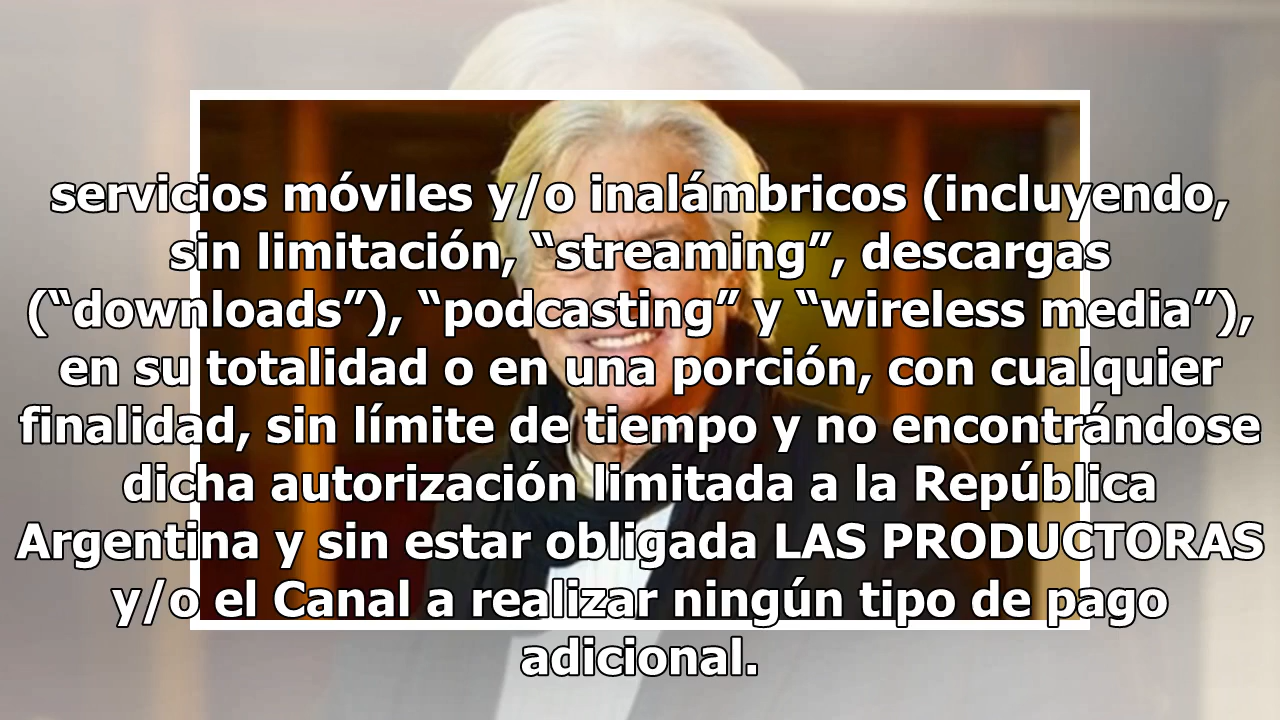 servicios móviles y/o inalámbricos (incluyendo,
sin limitación, “streaming”, descargas
(“downloads”), “podcasting” y “wireless media”),
en su totalidad o en una porción, con cualquier
finalidad, sin límite de tiempo y no encontrándose
dicha autorización limitada a la República
Argentina y sin estar obligada LAS PRODUCTORAS
y/o el Canal a realizar ningún tipo de pago
adicional.